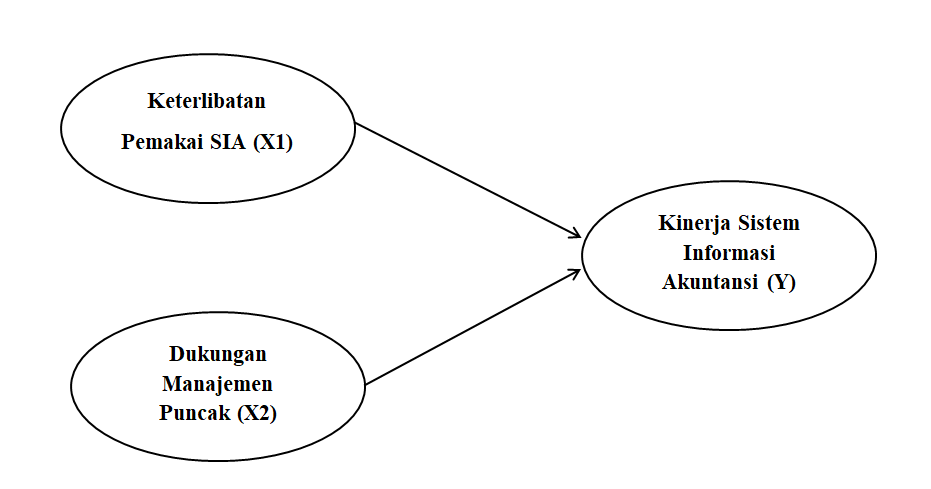 Keterlibatan
Pemakai SIA (X1)
Kinerja Sistem
Informasi
Akuntansi (Y)
Dukungan
Manajemen
Puncak (X2)